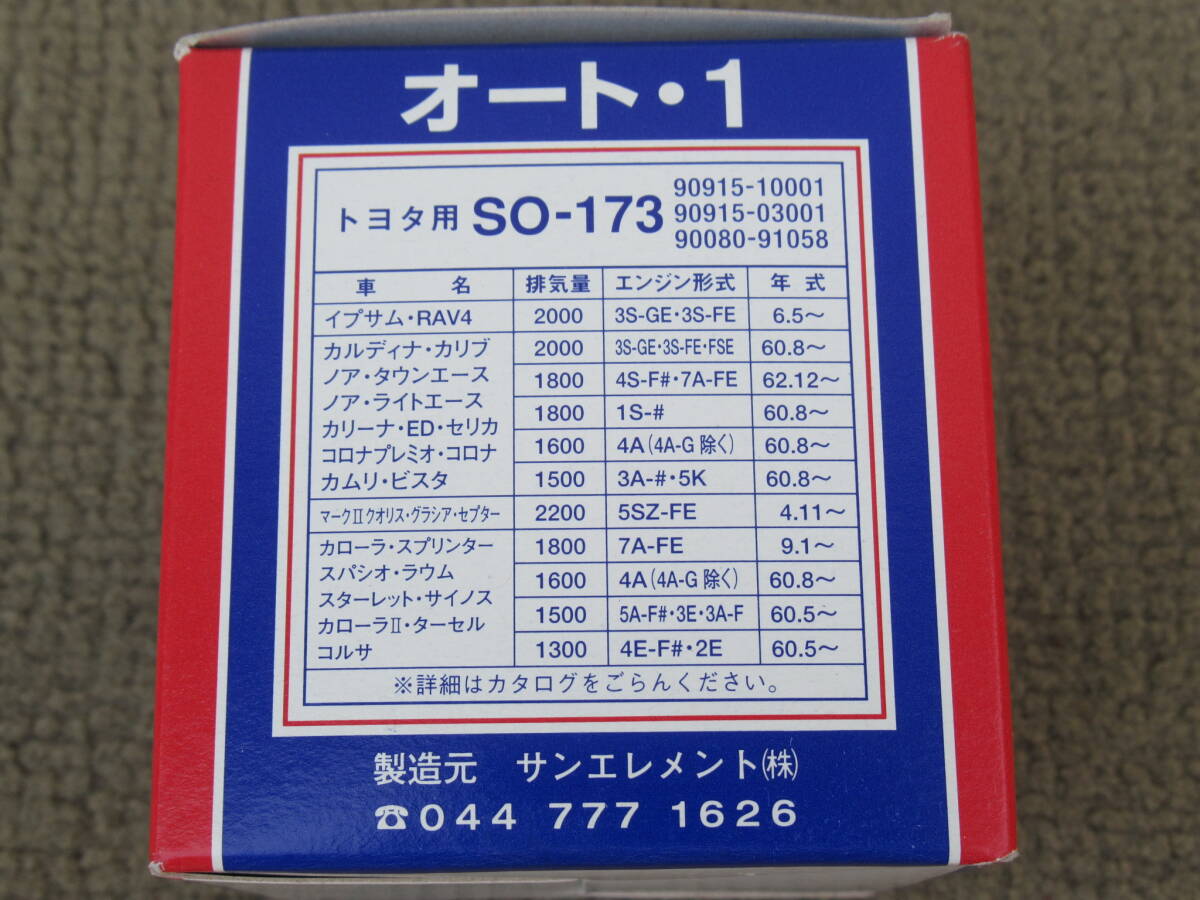 オート・1
トヨタ用 SO-173 90915-10001
90915-03001
90080-91058
車名 排気量 エンジン形式 年式
イプサム・RAV4 2000 3S-GE・3S-FE 6.5〜
カルディナ・カリブ 2000 3S-GE・3S-FE・FSE 60.8〜
ノア・タウンエース 1800 4S-F#・7A-FE 62.12〜
ノア・ライトエース 1800 1S-# 60.8〜
カリーナ・ED・セリカ
コロナプレミオ・コロナ 1600 4A(4A-G除く) 60.8〜
カムリ・ビスタ 1500 3A-#・5K 60.8〜
マークⅡクオリス・グラシア・セプター 2200 5SZ-FE 4.11〜
カローラ・スプリンター 1800 7A-FE 9.1〜
スパシオ・ラウム 1600 4A(4A-G除く) 60.8〜
スターレット・サイノス
カローラⅡ・ターセル 1500 5A-F#・3E・3A-F 60.5〜
コルサ 1300 4E-F#・2E 60.5〜
※詳細はカタログをごらんください。
製造元 サンエレメント㈱
☎044 777 1626